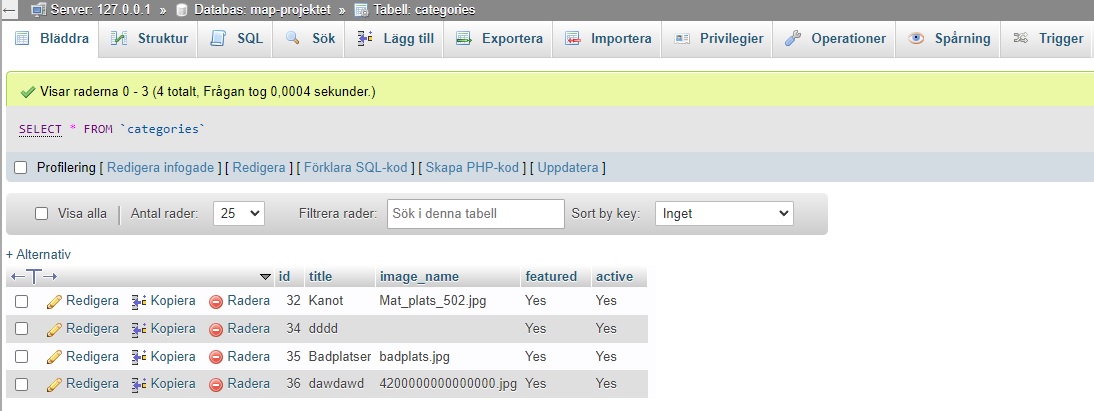 Server: 127.0.0.1 » Databas: map-projektet » Tabell: categories
Bläddra Struktur SQL Sök Lägg till Exportera Importera Privilegier Operationer Spårning Trigger
Visar raderna 0 - 3 (4 totalt, Frågan tog 0,0004 sekunder.)
SELECT * FROM `categories`
Profilering [ Redigera infogade ] [ Redigera ] [ Förklara SQL-kod ] [ Skapa PHP-kod ] [ Uppdatera ]
Visa alla Antal rader: 25 Filtrera rader: Sök i denna tabell Sort by key: Inget
+ Alternativ
←T→ id title image_name featured active
Redigera Kopiera Radera 32 Kanot Mat_plats_502.jpg Yes Yes
Redigera Kopiera Radera 34 dddd Yes Yes
Redigera Kopiera Radera 35 Badplatser badplats.jpg Yes Yes
Redigera Kopiera Radera 36 dawdawd 4200000000000000.jpg Yes Yes